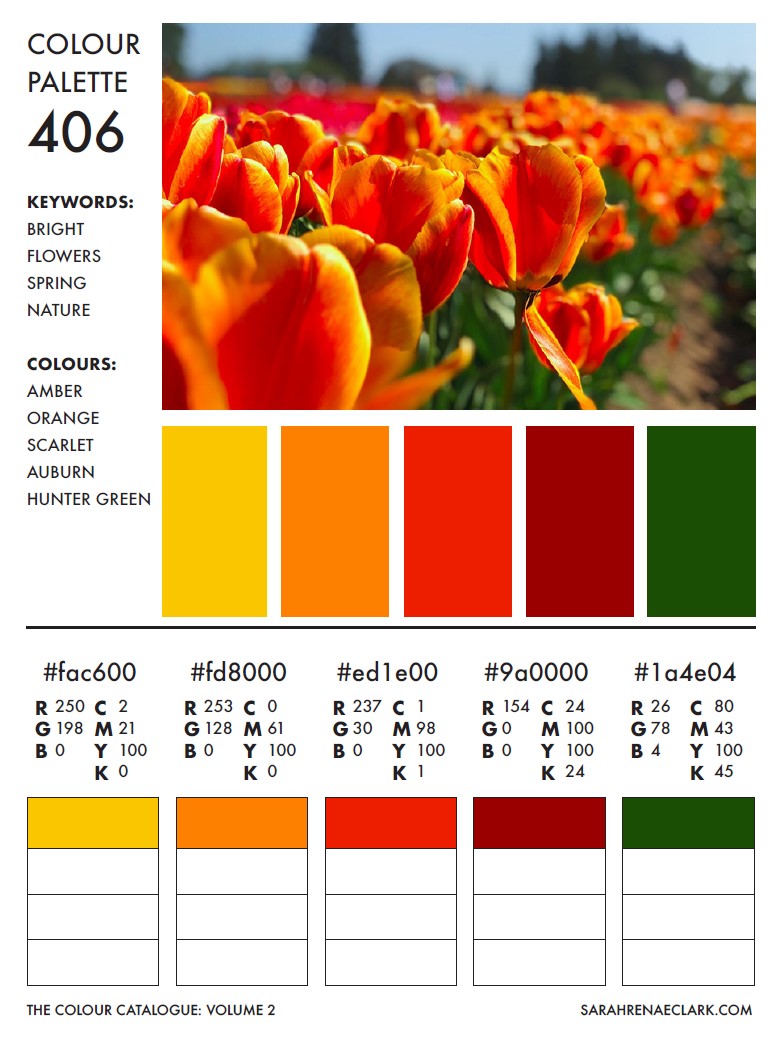 COLOUR
PALETTE
406
KEYWORDS:
BRIGHT
FLOWERS
SPRING
NATURE
COLOURS:
AMBER
ORANGE
SCARLET
AUBURN
HUNTER GREEN
#fac600 #fd8000 #ed1e00 #9a0000 #1a4e04
R 250 C 2 R 253 C 0 R 237 C 1 R 154 C 24 R 26 C 80
G 198 M 21 G 128 M 61 G 30 M 98 G 0 M 100 G 78 M 43
B 0 Y 100 B 0 Y 100 B 0 Y 100 B 0 Y 100 B 4 Y 100
K 0 K 0 K 1 K 24 K 45
THE COLOUR CATALOGUE: VOLUME 2 SARAHRENAECLARK.COM